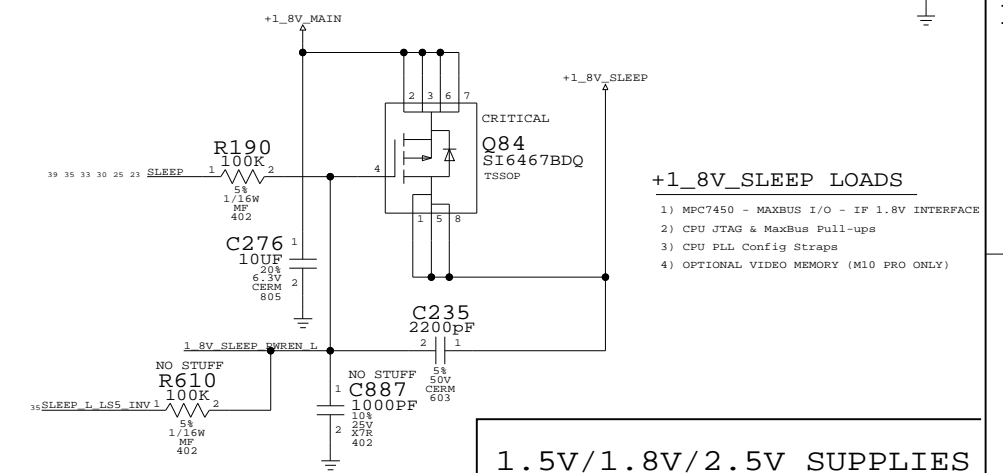 +1_8V_MAIN
+1_8V_SLEEP
2 3 6 7
CRITICAL
Q84
SI6467BDQ
TSSOP
4
1 5 8
R190
100K
39 35 33 30 25 23 SLEEP 1 2
5%
1/16W
MF
402
+1_8V_SLEEP LOADS
1) MPC7450 - MAXBUS I/O - IF 1.8V INTERFACE
2) CPU JTAG & MaxBus Pull-ups
3) CPU PLL Config Straps
4) OPTIONAL VIDEO MEMORY (M10 PRO ONLY)
C276 1
10UF
20%
6.3V 2
CERM
805
C235
2200pF
2 1
5%
50V
CERM
603
1_8V_SLEEP_PWREN_L
NO STUFF
R610
100K
35 SLEEP_L_LS5_INV 1 2
5%
1/16W
MF
402
NO STUFF
1 C887
1000PF
10%
25V
2 X7R
402
1.5V/1.8V/2.5V SUPPLIES